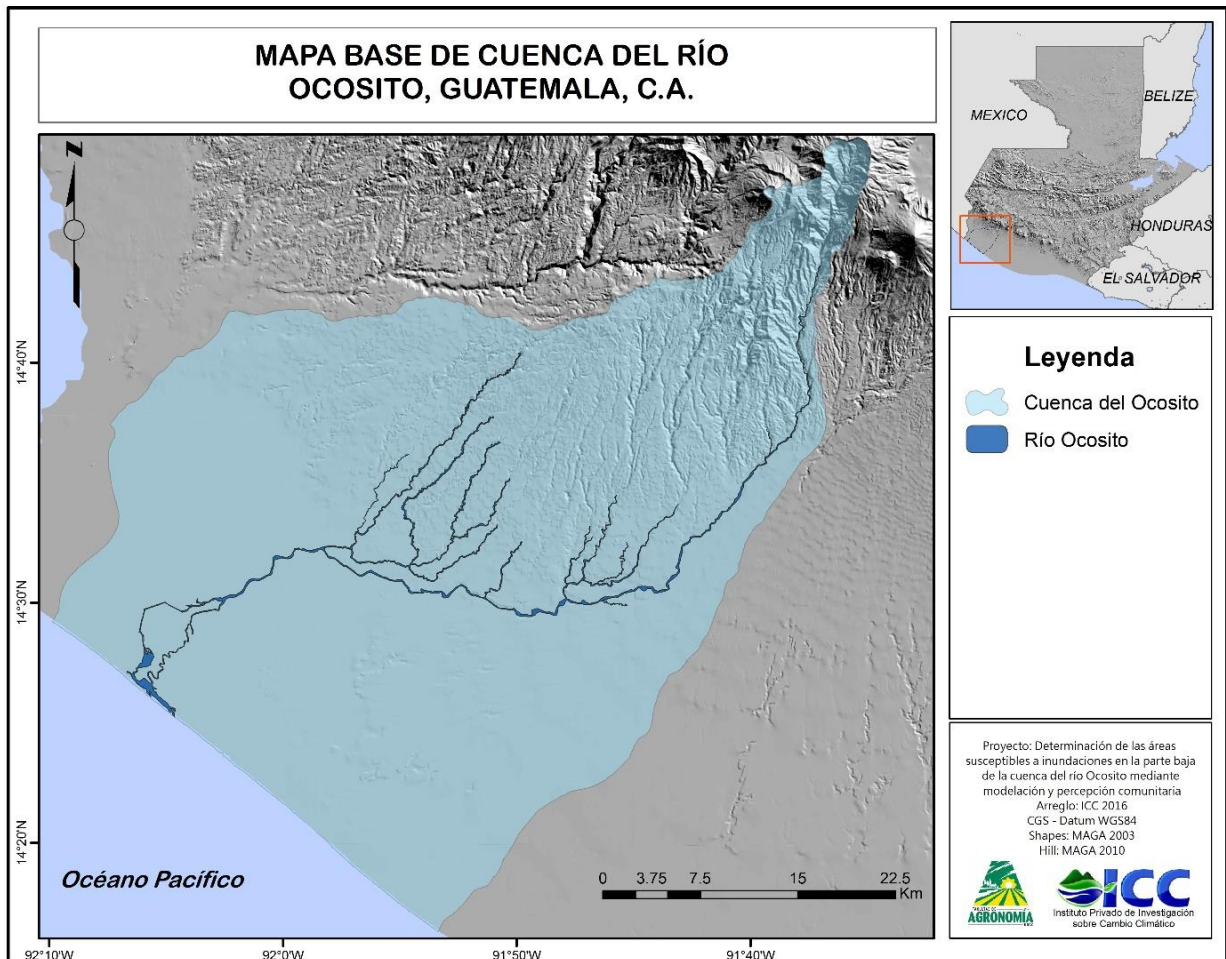 MAPA BASE DE CUENCA DEL RÍO
OCOSITO, GUATEMALA, C.A.
MEXICO
BELIZE
HONDURAS
EL SALVADOR
Z
14°40'N
14°30'N
14°20'N
Océano Pacífico
0 3.75 7.5 15 22.5
Km
92°10'W 92°0'W 91°50'W 91°40'W
Leyenda
Cuenca del Ocosito
Río Ocosito
Proyecto: Determinación de las áreas
susceptibles a inundaciones en la parte baja
de la cuenca del río Ocosito mediante
modelación y percepción comunitaria
Arreglo: ICC 2016
CGS - Datum WGS84
Shapes: MAGA 2003
Hill: MAGA 2010
FACULTAD DE
AGRONOMÍA
ICC
Instituto Privado de Investigación
sobre Cambio Climático